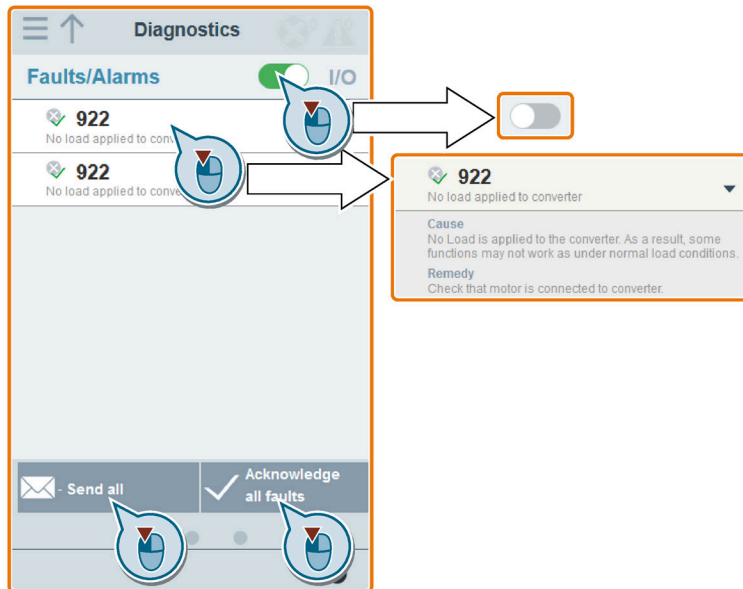 Diagnostics
Faults/Alarms
I/O
922
No load applied to conv
922
No load applied to conve
- Send all
Acknowledge
all faults
922
No load applied to converter
Cause
No Load is applied to the converter. As a result, some
functions may not work as under normal load conditions.
Remedy
Check that motor is connected to converter.